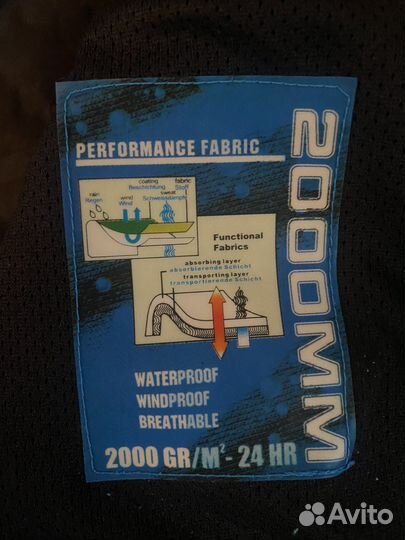 PERFORMANCE FABRIC
2000MM
coating
Beschichtung
fabric
Stoff
rain
Regen
wind
Wind
sweat
Schweissdampfe
Functional
Fabrics
absorbing layer
absorbierende Schicht
transporting layer
transportierende Schicht
WATERPROOF
WINDPROOF
BREATHABLE
2000 GR/M²- 24 HR
Avito